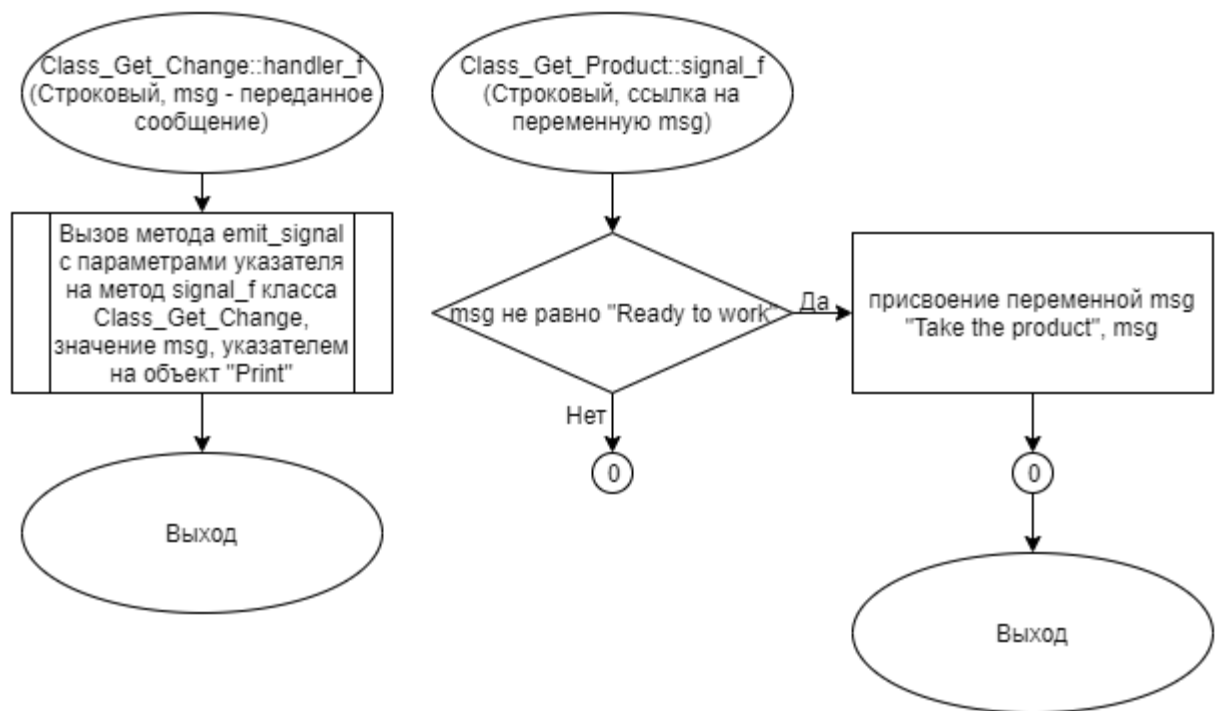 Class_Get_Change::handler_f
(Строковый, msg - переданное
сообщение)
Вызов метода emit_signal
с параметрами указателя
на метод signal_f класса
Class_Get_Change,
значение msg, указателем
на объект "Print"
Выход
Class_Get_Product::signal_f
(Строковый, ссылка на
переменную msg)
msg не равно "Ready to work"
Да
Нет
0
присвоение переменной msg
"Take the product", msg
0
Выход